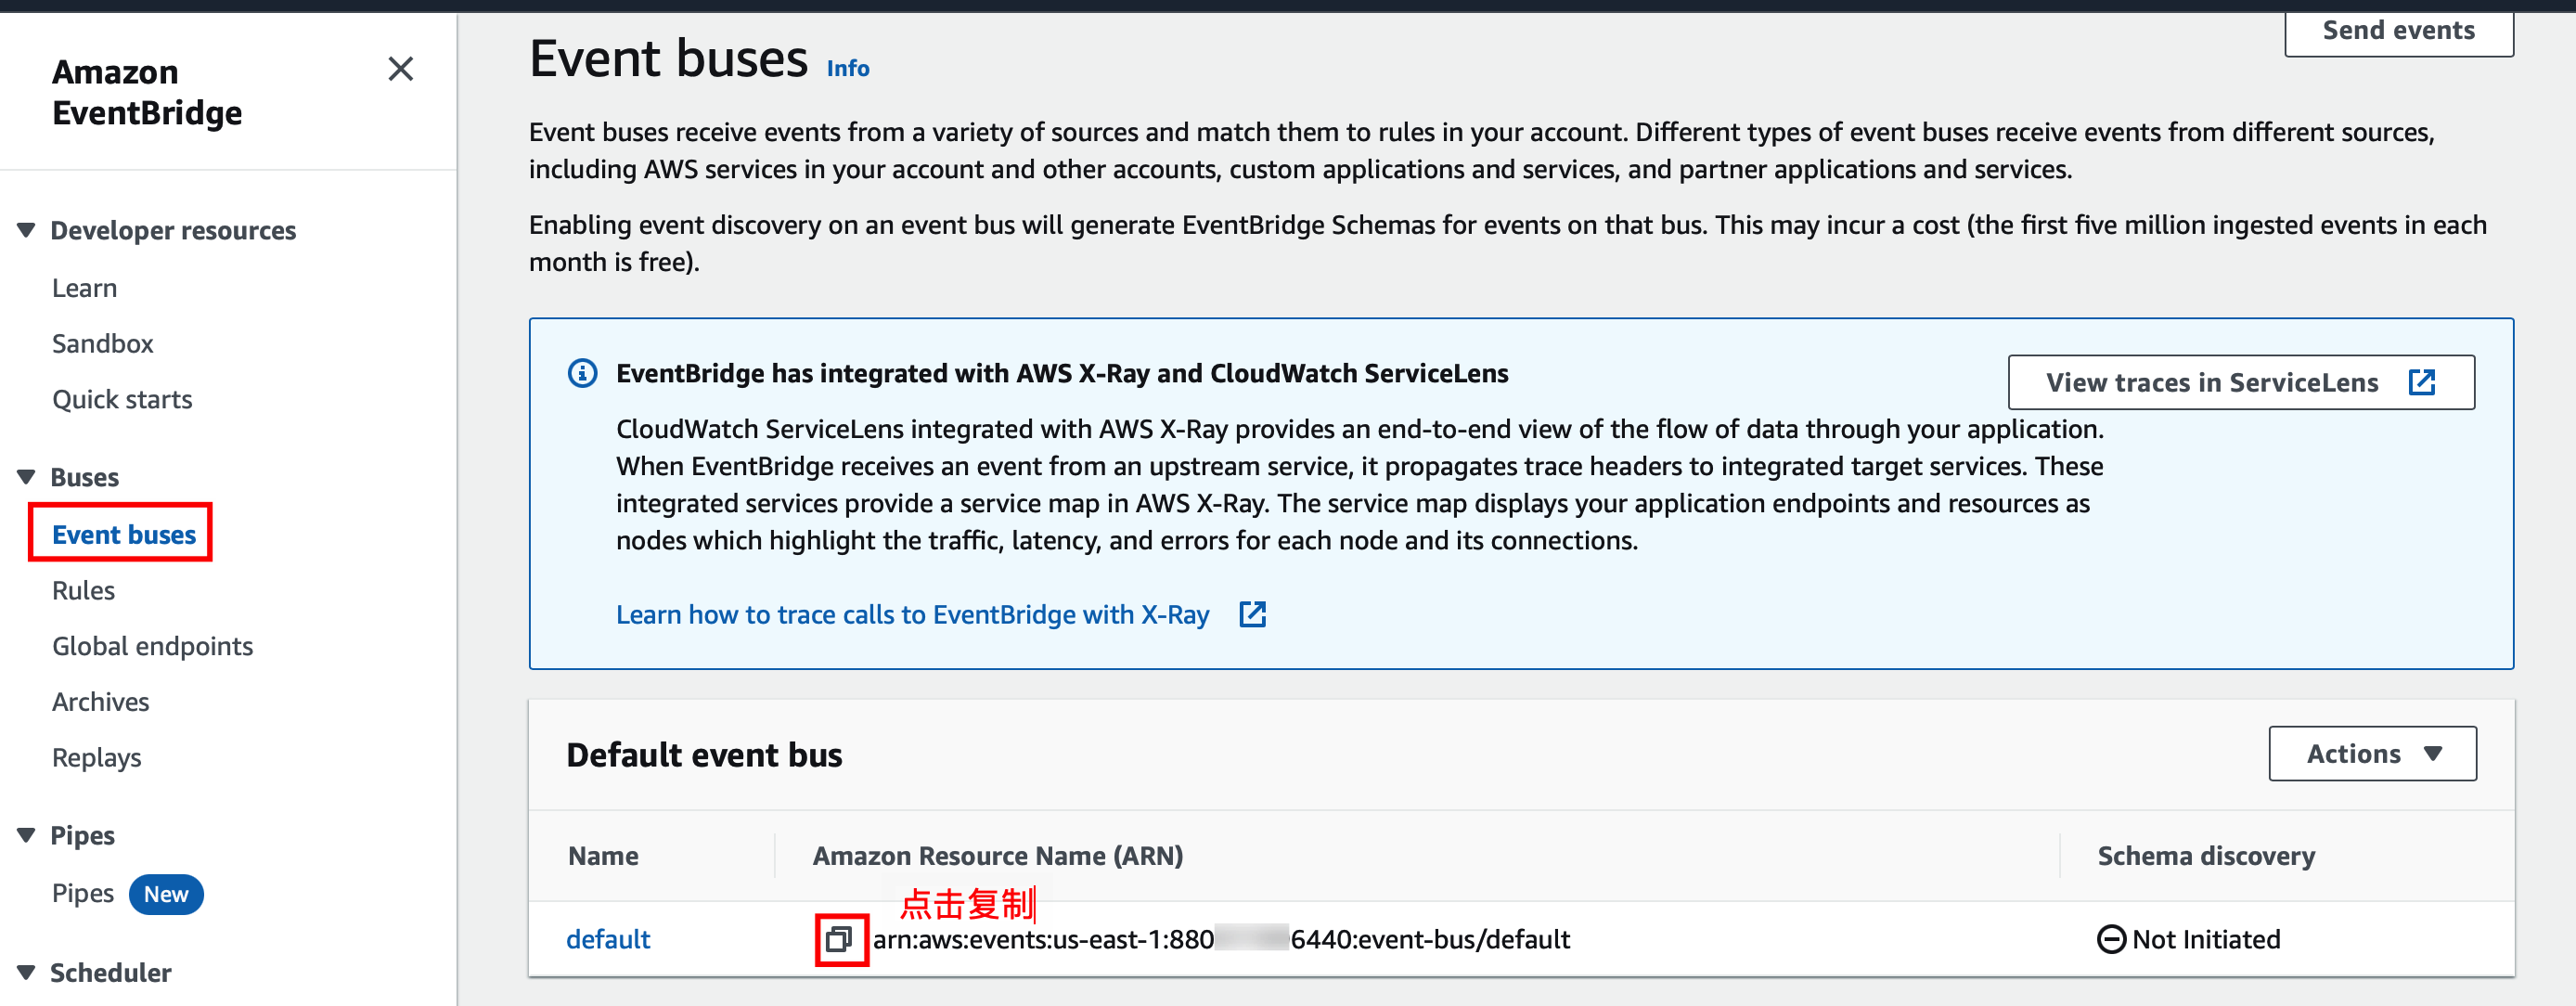 Amazon
EventBridge
Developer resources
Learn
Sandbox
Quick starts
Buses
Event buses
Rules
Global endpoints
Archives
Replays
Pipes
Pipes New
Scheduler
Send events
Event buses Info
Event buses receive events from a variety of sources and match them to rules in your account. Different types of event buses receive events from different sources,
including AWS services in your account and other accounts, custom applications and services, and partner applications and services.
Enabling event discovery on an event bus will generate EventBridge Schemas for events on that bus. This may incur a cost (the first five million ingested events in each
month is free).
EventBridge has integrated with AWS X-Ray and CloudWatch ServiceLens
View traces in ServiceLens
CloudWatch ServiceLens integrated with AWS X-Ray provides an end-to-end view of the flow of data through your application.
When EventBridge receives an event from an upstream service, it propagates trace headers to integrated target services. These
integrated services provide a service map in AWS X-Ray. The service map displays your application endpoints and resources as
nodes which highlight the traffic, latency, and errors for each node and its connections.
Learn how to trace calls to EventBridge with X-Ray
Default event bus
Actions
Name Amazon Resource Name (ARN) Schema discovery
点击复制
default arn:aws:events:us-east-1:880 6440:event-bus/default Not Initiated